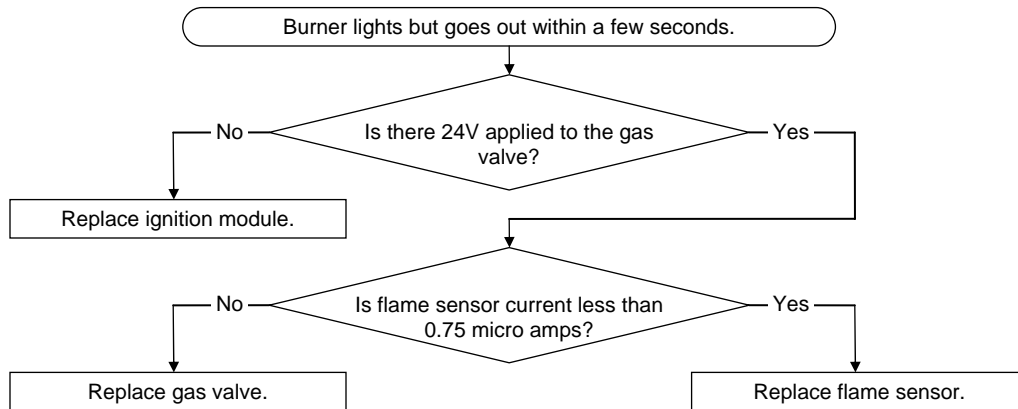 Burner lights but goes out within a few seconds.
No
Is there 24V applied to the gas
valve?
Yes
Replace ignition module.
No
Is flame sensor current less than
0.75 micro amps?
Yes
Replace gas valve.
Replace flame sensor.